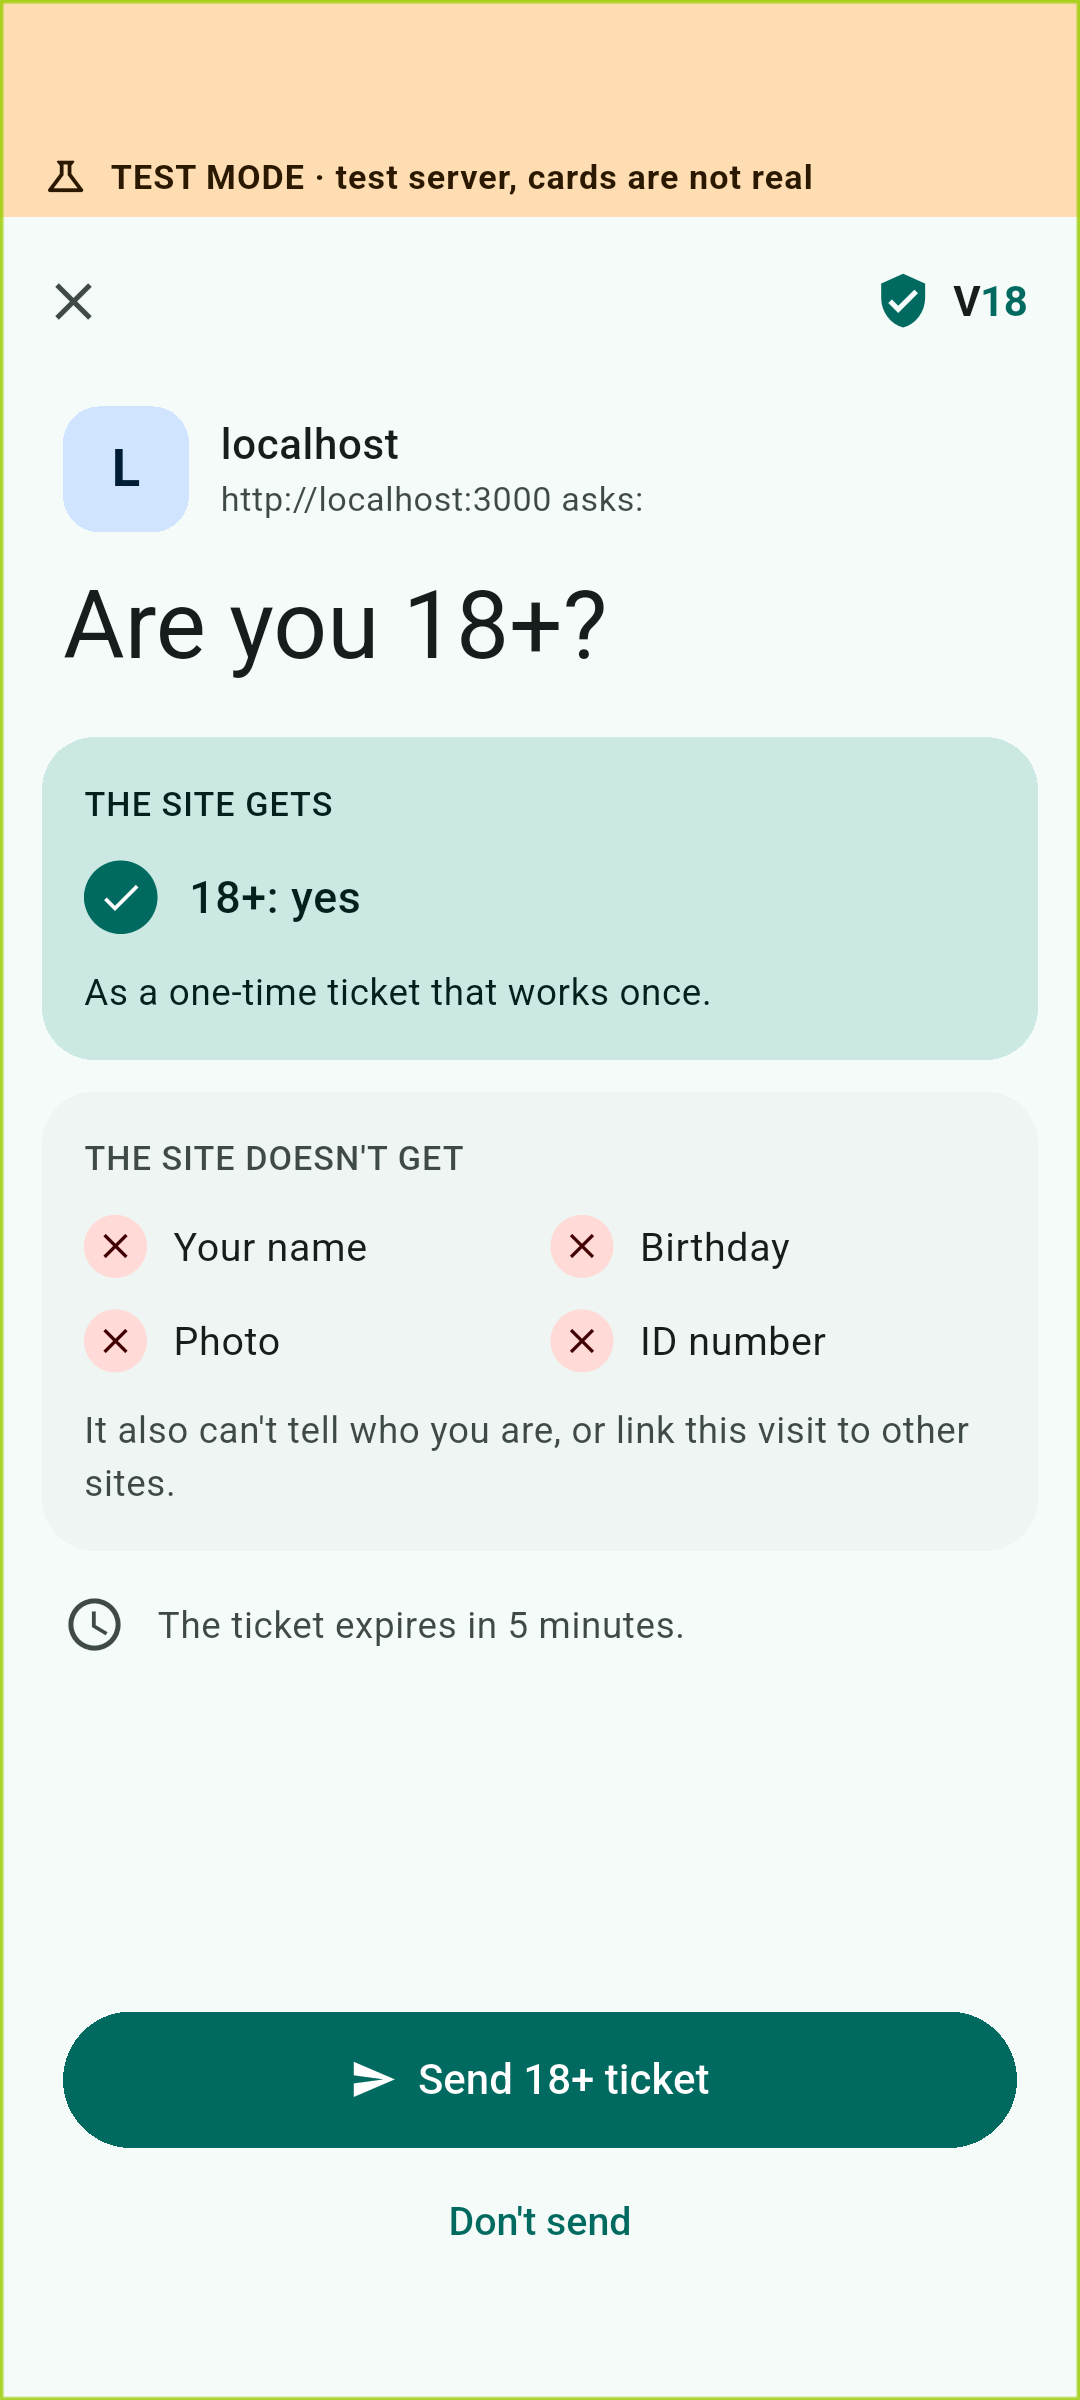 TEST MODE · test server, cards are not real
V18
L
localhost
http://localhost:3000 asks:
Are you 18+?
THE SITE GETS
18+: yes
As a one-time ticket that works once.
THE SITE DOESN'T GET
Your name
Birthday
Photo
ID number
It also can't tell who you are, or link this visit to other
sites.
The ticket expires in 5 minutes.
Send 18+ ticket
Don't send